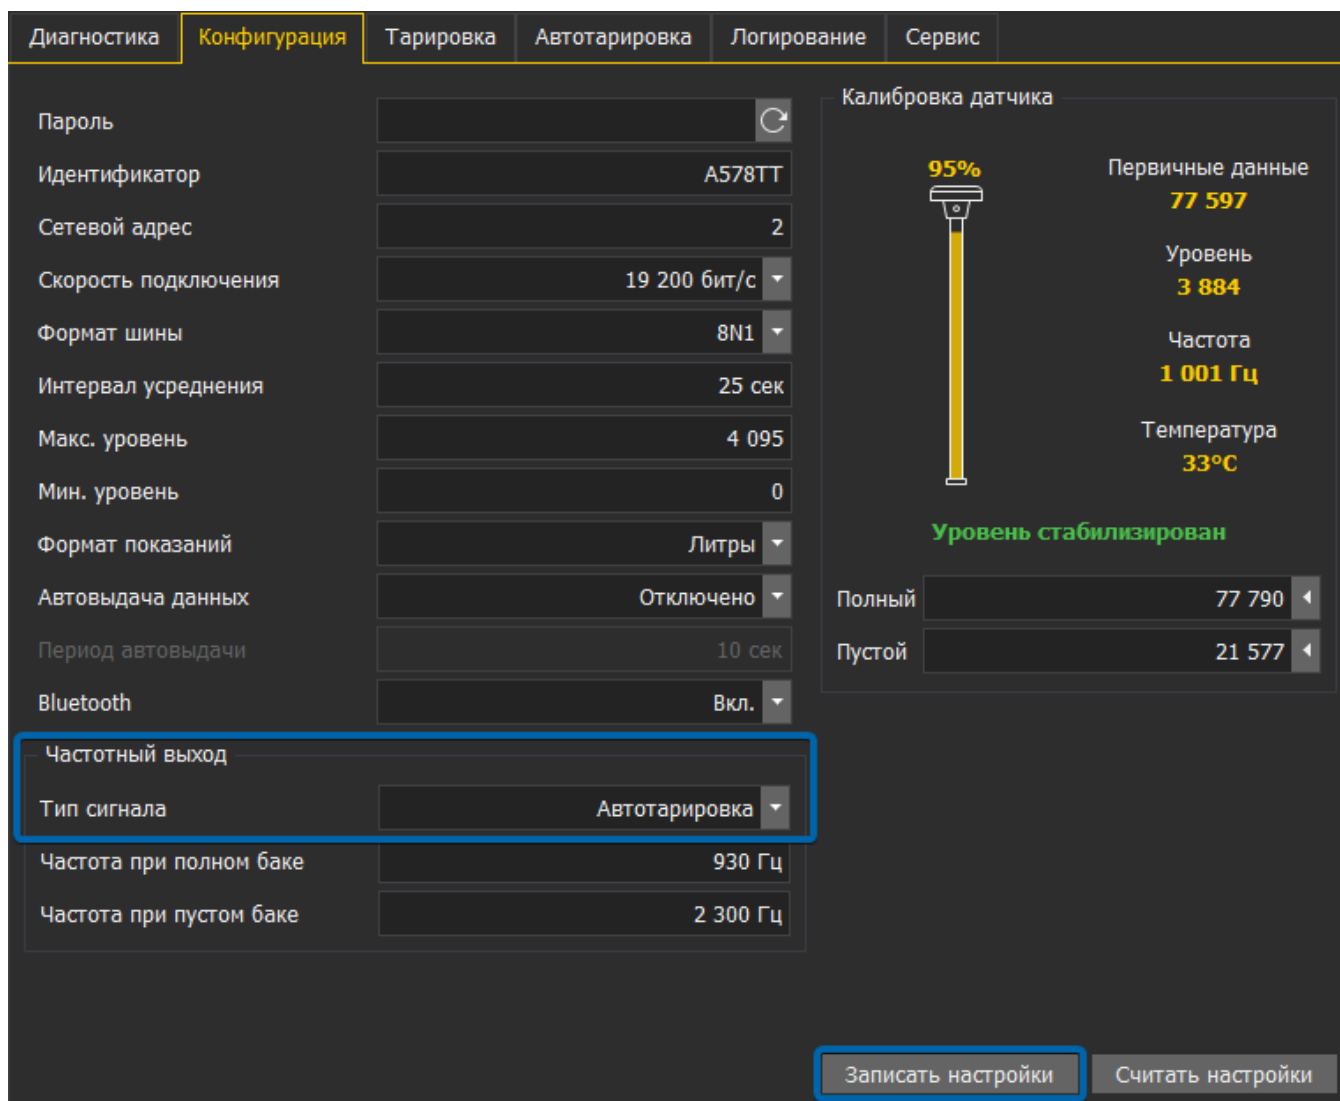 Диагностика Конфигурация Тарировка Автотарировка Логирование Сервис
Пароль
Идентификатор A578TT
Сетевой адрес 2
Скорость подключения 19 200 бит/с
Формат шины 8N1
Интервал усреднения 25 сек
Макс. уровень 4 095
Мин. уровень 0
Формат показаний Литры
Автовыдача данных Отключено
Период автовыдачи 10 сек
Bluetooth Вкл.
Частотный выход
Тип сигнала Автотарировка
Частота при полном баке 930 Гц
Частота при пустом баке 2 300 Гц
Калибровка датчика
95%
Первичные данные
77 597
Уровень
3 884
Частота
1 001 Гц
Температура
33°C
Уровень стабилизирован
Полный 77 790
Пустой 21 577
Записать настройки Считать настройки